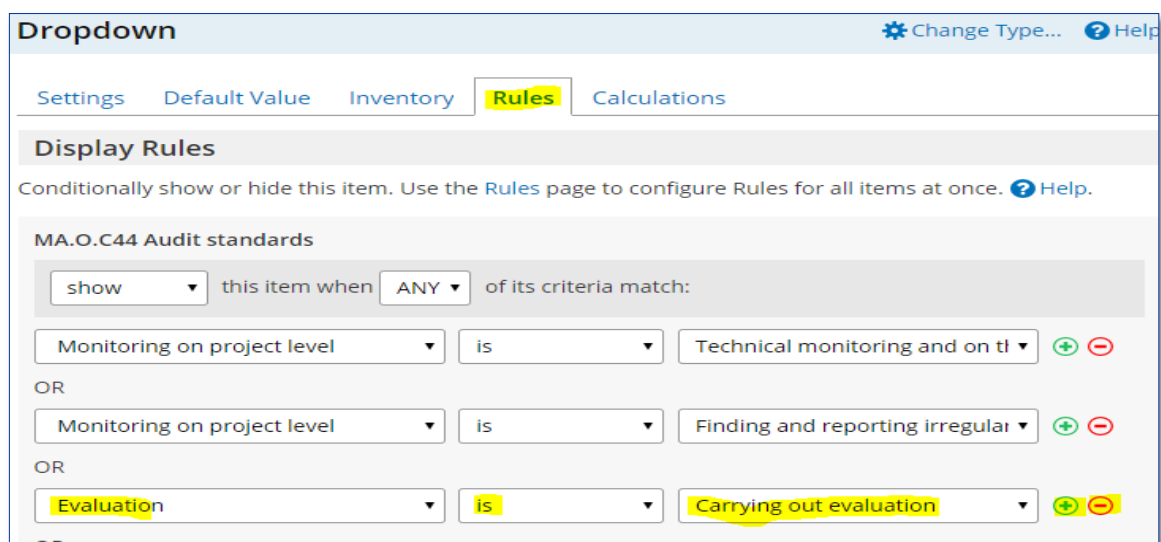 Dropdown Change Type... Help
Settings Default Value Inventory Rules Calculations
Display Rules
Conditionally show or hide this item. Use the Rules page to configure Rules for all items at once. Help.
MA.O.C44 Audit standards
show this item when ANY of its criteria match:
Monitoring on project level is Technical monitoring and on
OR
Monitoring on project level is Finding and reporting
OR
Evaluation is Carrying out evaluation